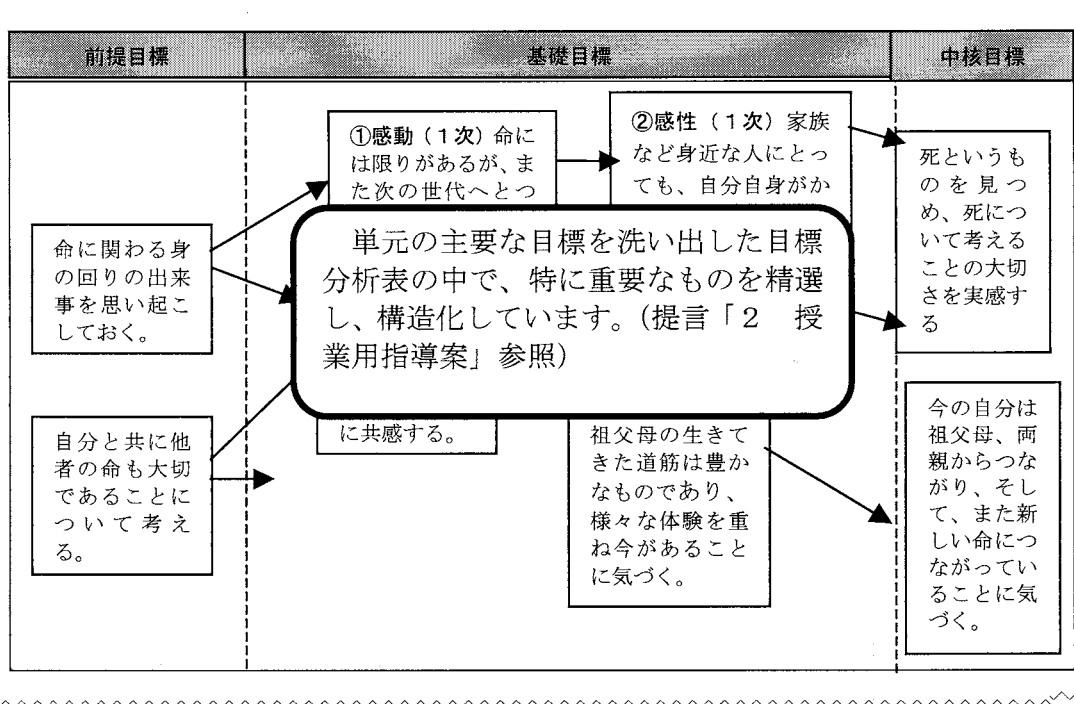 前提目標
基礎目標
中核目標
命に関わる身
の回りの出来
事を思い起こ
しておく。
自分と共に他
者の命も大切
であることに
ついて考え
る。
①感動（１次）命に
は限りがあるが、ま
た次の世代へとつ
②感性（１次）家族
など身近な人にとっ
ても、自分自身がか
単元の主要な目標を洗い出した目標
分析表の中で、特に重要なものを精選
し、構造化しています。（提言「２　授
業用指導案」参照）
に共感する。
祖父母の生きて
きた道筋は豊か
なものであり、
様々な体験を重
ね今があること
に気づく。
死というも
のを見つ
め、死につ
いて考える
ことの大切
さを実感す
る
今の自分は
祖父母、両
親からつな
がり、そし
て、また新
しい命につ
ながってい
ることに気
づく。